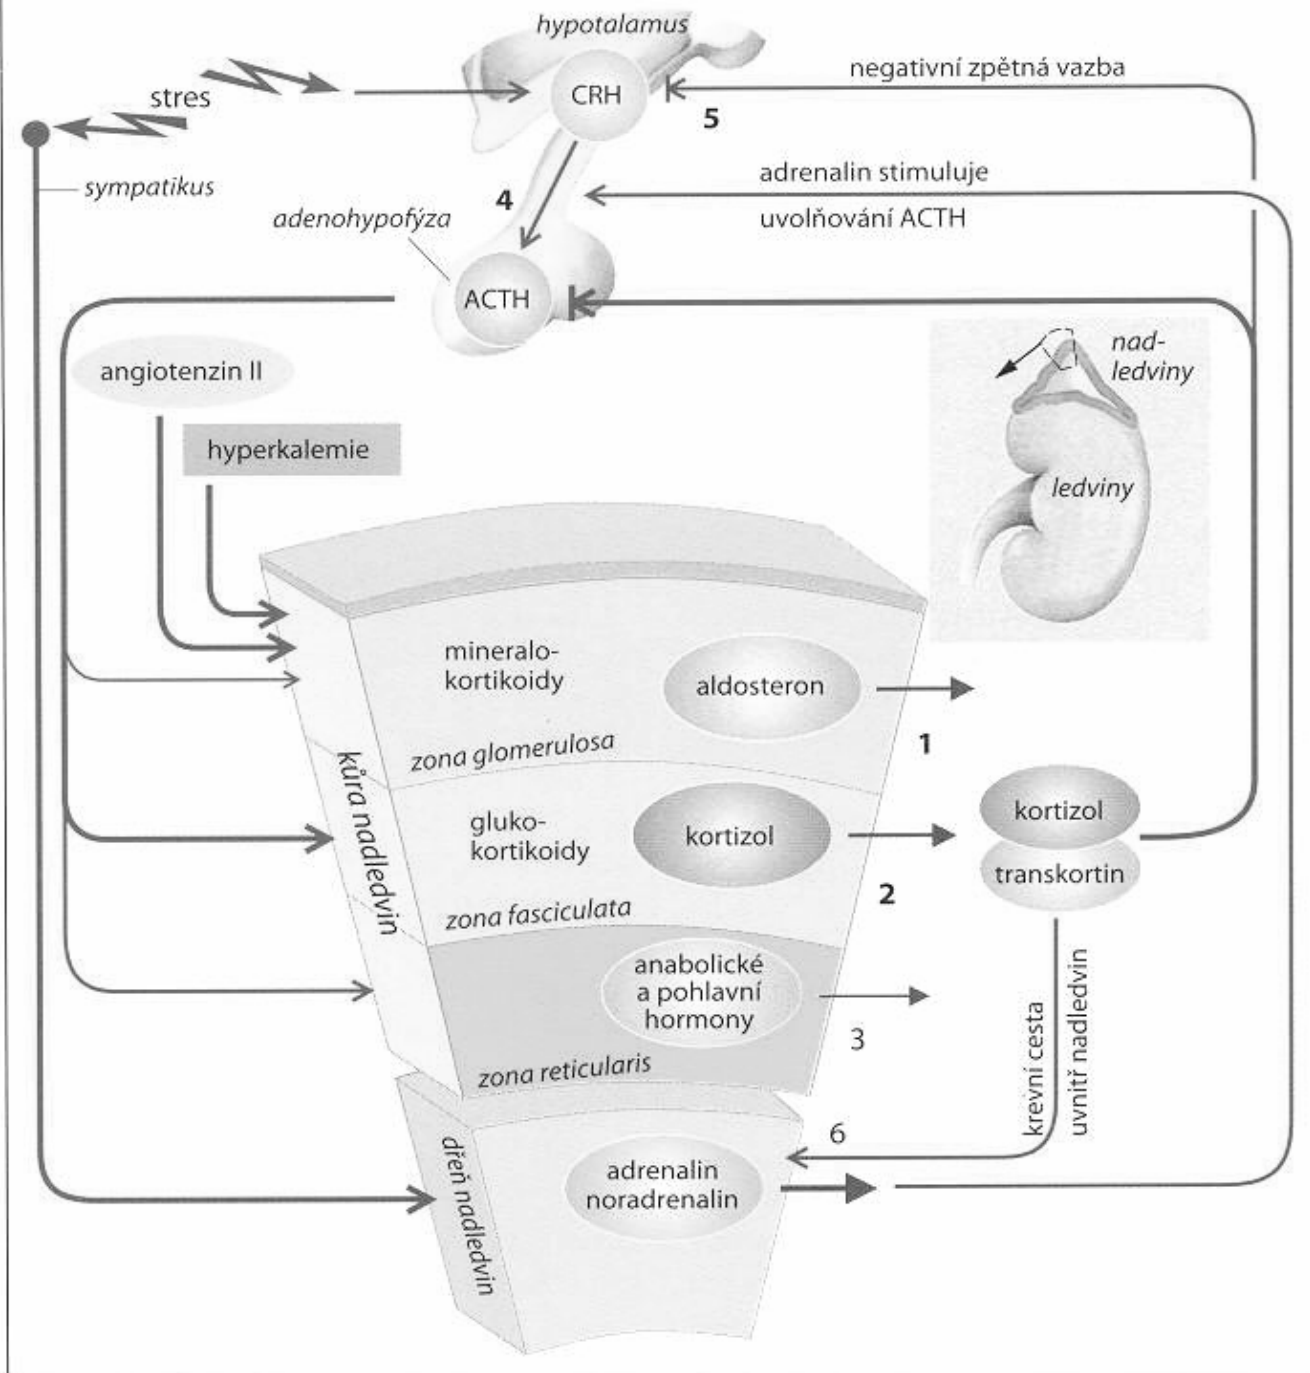 hypotalamus
negativní zpětná vazba
stres
CRH
5
sympatikus
4
adrenalin stimuluje
uvolňování ACTH
adenohypofýza
ACTH
angiotenzin II
hyperkalemie
nad-
ledviny
ledviny
mineralo-
kortikoidy
aldosteron
zona glomerulosa
1
kůra nadledvin
gluko-
kortikoidy
kortizol
zona fasciculata
2
kortizol
transkortin
anabolické
a pohlavní
hormony
3
zona reticularis
krevní cesta
uvnitř nadledvin
6
dřeň nadledvin
adrenalin
noradrenalin